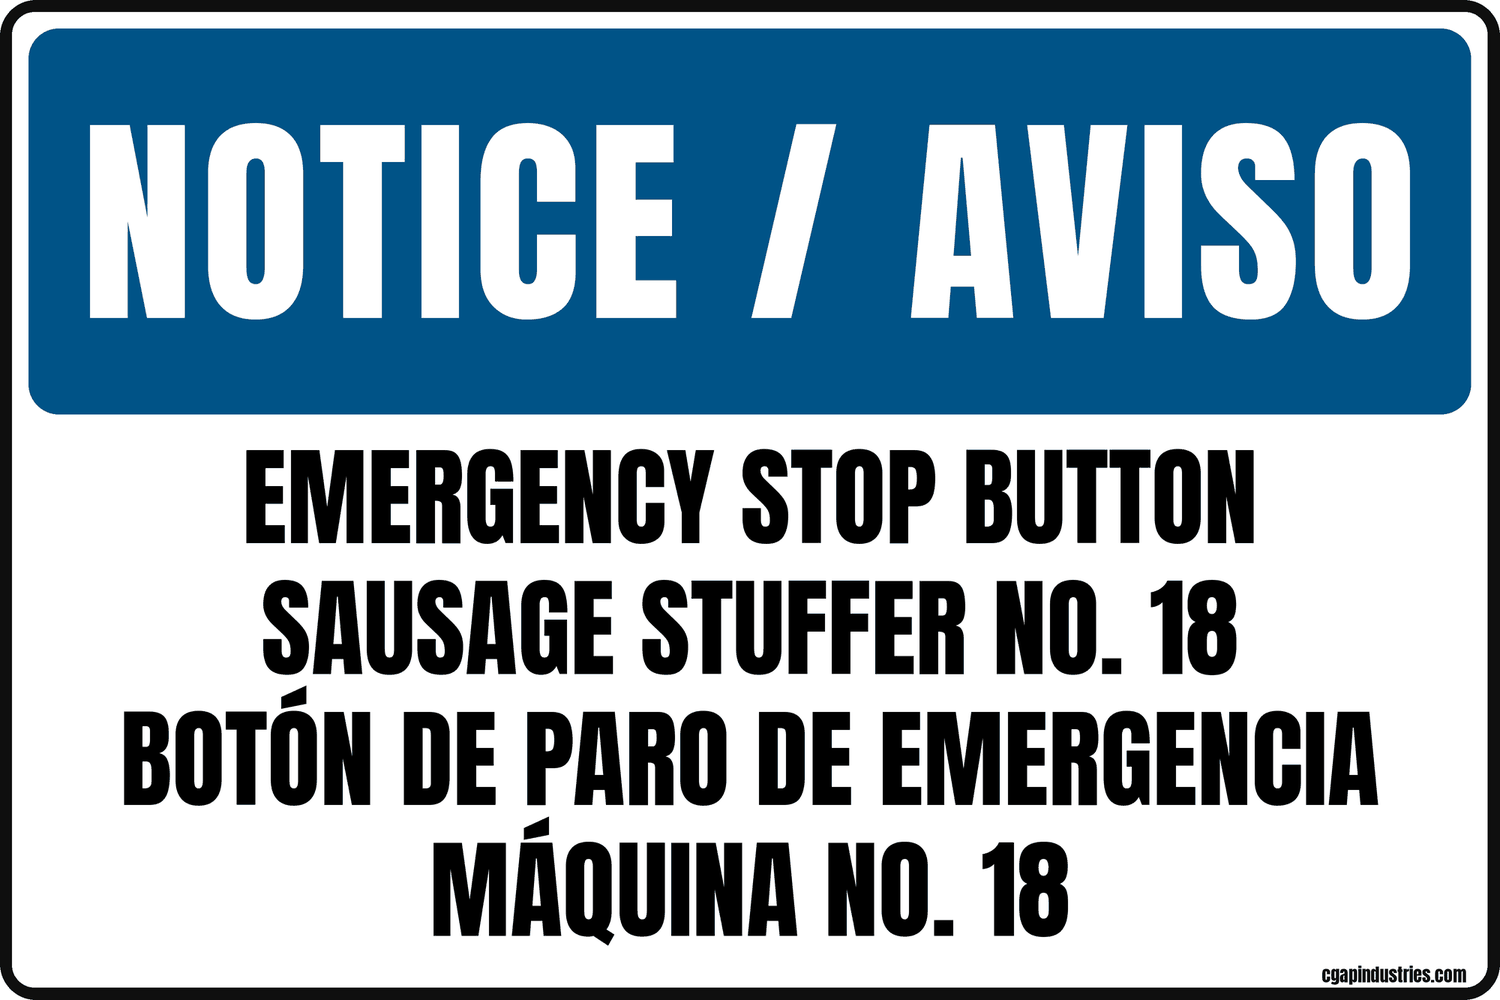 NOTICE / AVISO
EMERGENCY STOP BUTTON
SAUSAGE STUFFER NO. 18
BOTÓN DE PARO DE EMERGENCIA
MÁQUINA NO. 18
cgapindustries.com